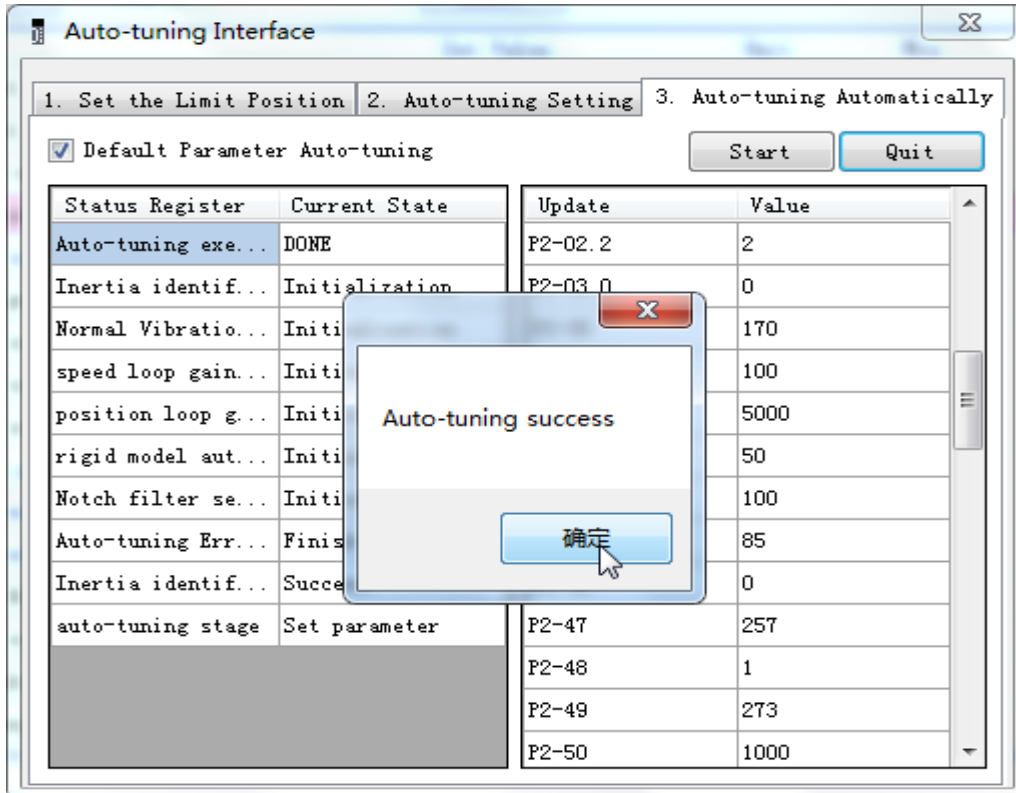 Auto-tuning Interface
1. Set the Limit Position 2. Auto-tuning Setting 3. Auto-tuning Automatically
Default Parameter Auto-tuning Start Quit
Status Register Current State Update Value
Auto-tuning exe... DONE P2-02.2 2
Inertia identif... Initialization P2-03.0 0
Normal Vibratio... Initi 170
speed loop gain... Initi 100
position loop g... Initi 5000
rigid model aut... Initi 50
Notch filter se... Initi 100
Auto-tuning Err... Finis 85
Inertia identif... Succe 0
auto-tuning stage Set parameter P2-47 257
P2-48 1
P2-49 273
P2-50 1000
Auto-tuning success
确定